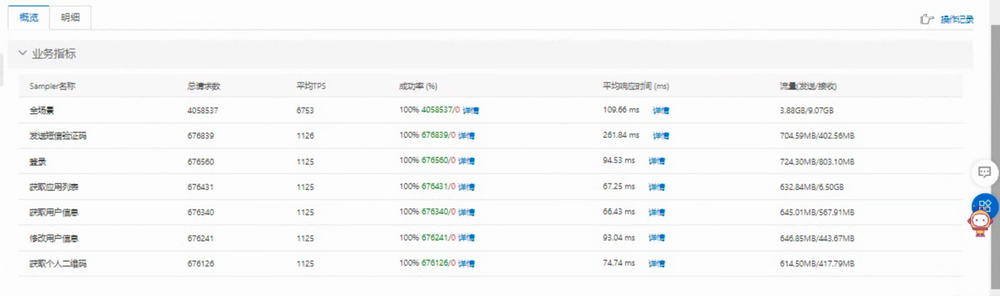 概览 明细
操作记录
业务指标
Sampler名称 总请求数 平均TPS 成功率 (%) 平均响应时间 (ms) 流量(发送/接收)
全场景 4058537 6753 100% 4058537/0 详情 109.66 ms 详情 3.88GB/9.07GB
发送短信验证码 676839 1126 100% 676839/0 详情 261.84 ms 详情 704.59MB/402.56MB
登录 676560 1125 100% 676560/0 详情 94.53 ms 详情 724.30MB/803.10MB
获取应用列表 676431 1125 100% 676431/0 详情 67.25 ms 详情 632.84MB/6.50GB
获取用户信息 676340 1125 100% 676340/0 详情 66.43 ms 详情 645.01MB/567.91MB
修改用户信息 676241 1125 100% 676241/0 详情 93.04 ms 详情 646.85MB/443.67MB
获取个人二维码 676126 1125 100% 676126/0 详情 74.74 ms 详情 614.50MB/417.79MB